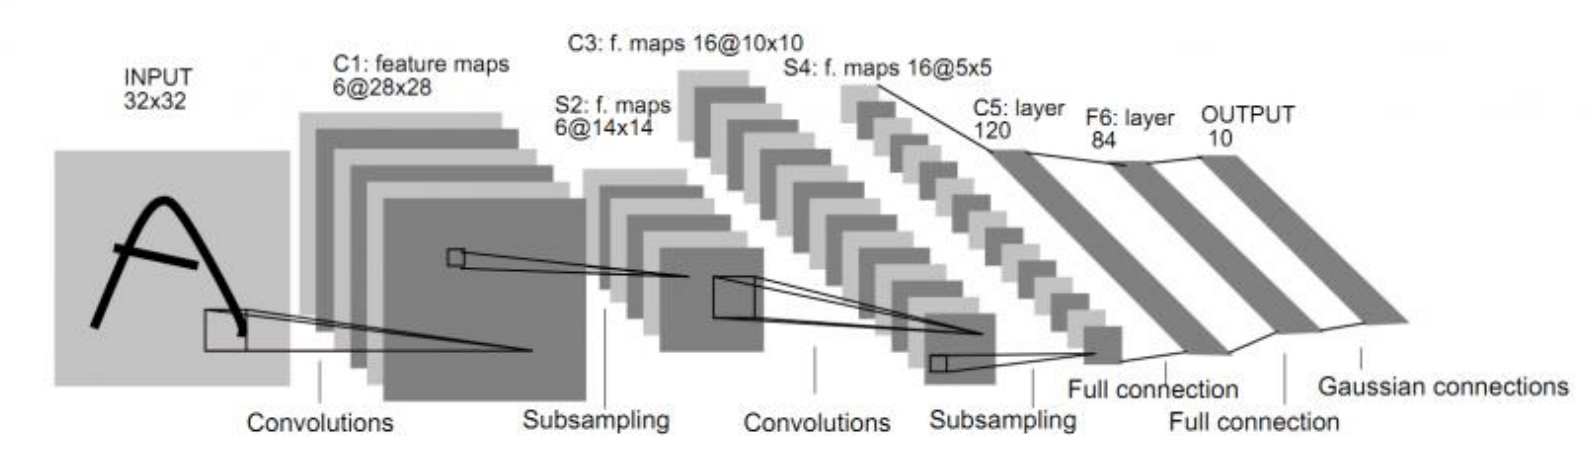 INPUT
32x32
C1: feature maps
6@28x28
S2: f. maps
6@14x14
C3: f. maps 16@10x10
S4: f. maps 16@5x5
C5: layer
120
F6: layer
84
OUTPUT
10
Convolutions
Subsampling
Convolutions
Subsampling
Full connection
Full connection
Gaussian connections